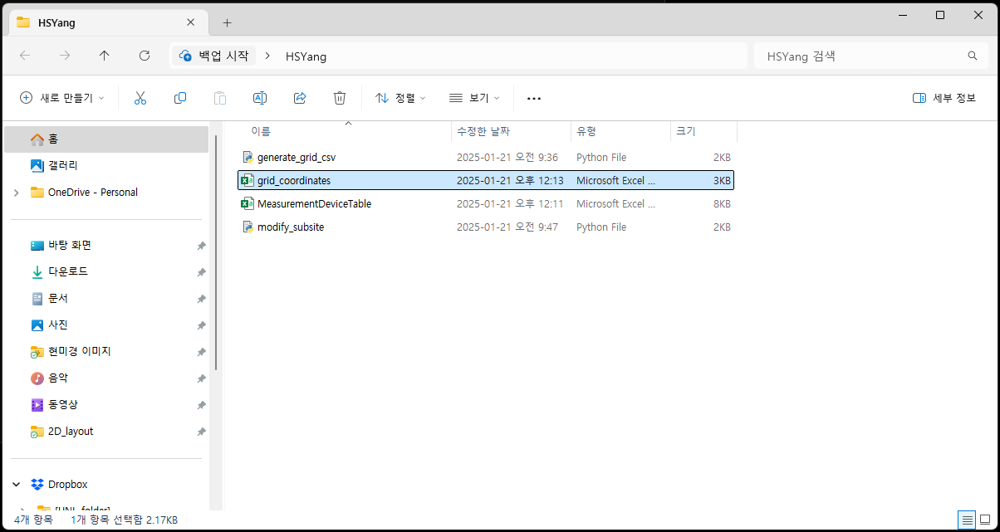 HSYang
백업 시작 > HSYang
HSYang 검색
새로 만들기
정렬
보기
세부 정보
홈
갤러리
OneDrive - Personal
바탕 화면
다운로드
문서
사진
현미경 이미지
음악
동영상
2D_layout
Dropbox
이름 수정한 날짜 유형 크기
generate_grid_csv 2025-01-21 오전 9:36 Python File 2KB
grid_coordinates 2025-01-21 오후 12:13 Microsoft Excel ... 3KB
MeasurementDeviceTable 2025-01-21 오후 12:11 Microsoft Excel ... 8KB
modify_subsite 2025-01-21 오전 9:47 Python File 2KB
4개 항목 1개 항목 선택함 2.17KB